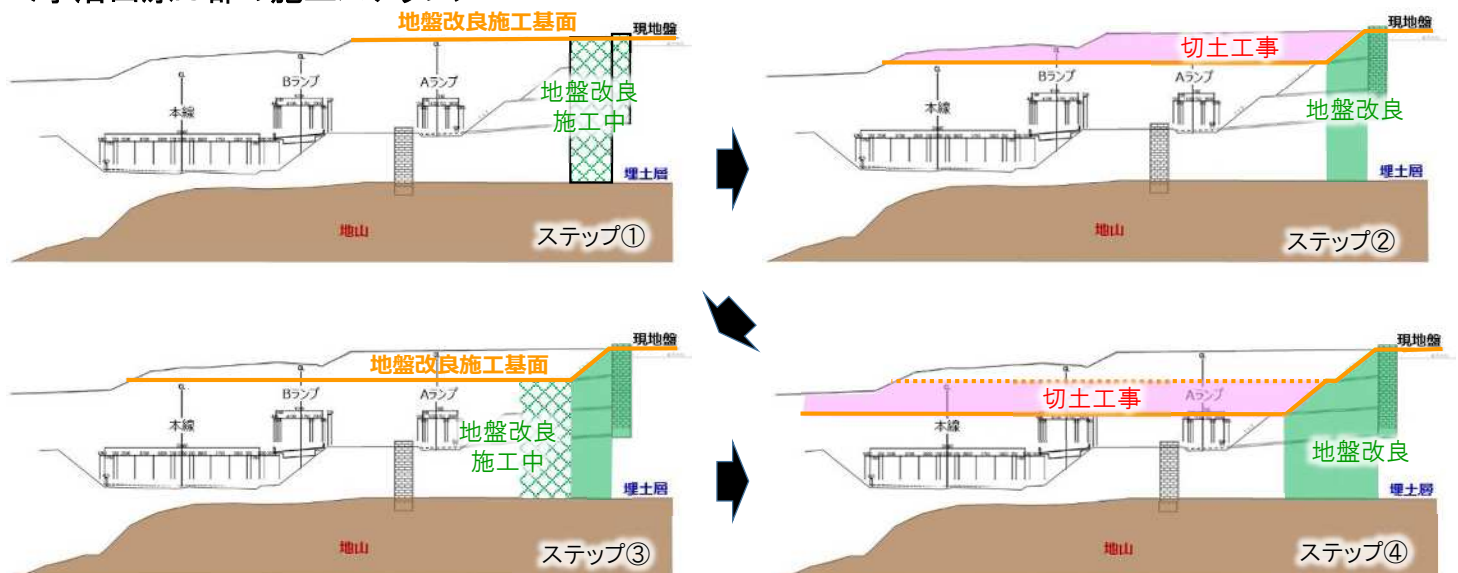 地盤改良施工基面
現地盤
Bランプ
Aランプ
本線
地盤改良
施工中
埋土層
地山
ステップ①
現地盤
切土工事
Bランプ
Aランプ
本線
地盤改良
埋土層
地山
ステップ②
現地盤
地盤改良施工基面
Bランプ
Aランプ
本線
地盤改良
施工中
埋土層
地山
ステップ③
現地盤
切土工事
Aランプ
本線
地盤改良
埋土層
地山
ステップ④